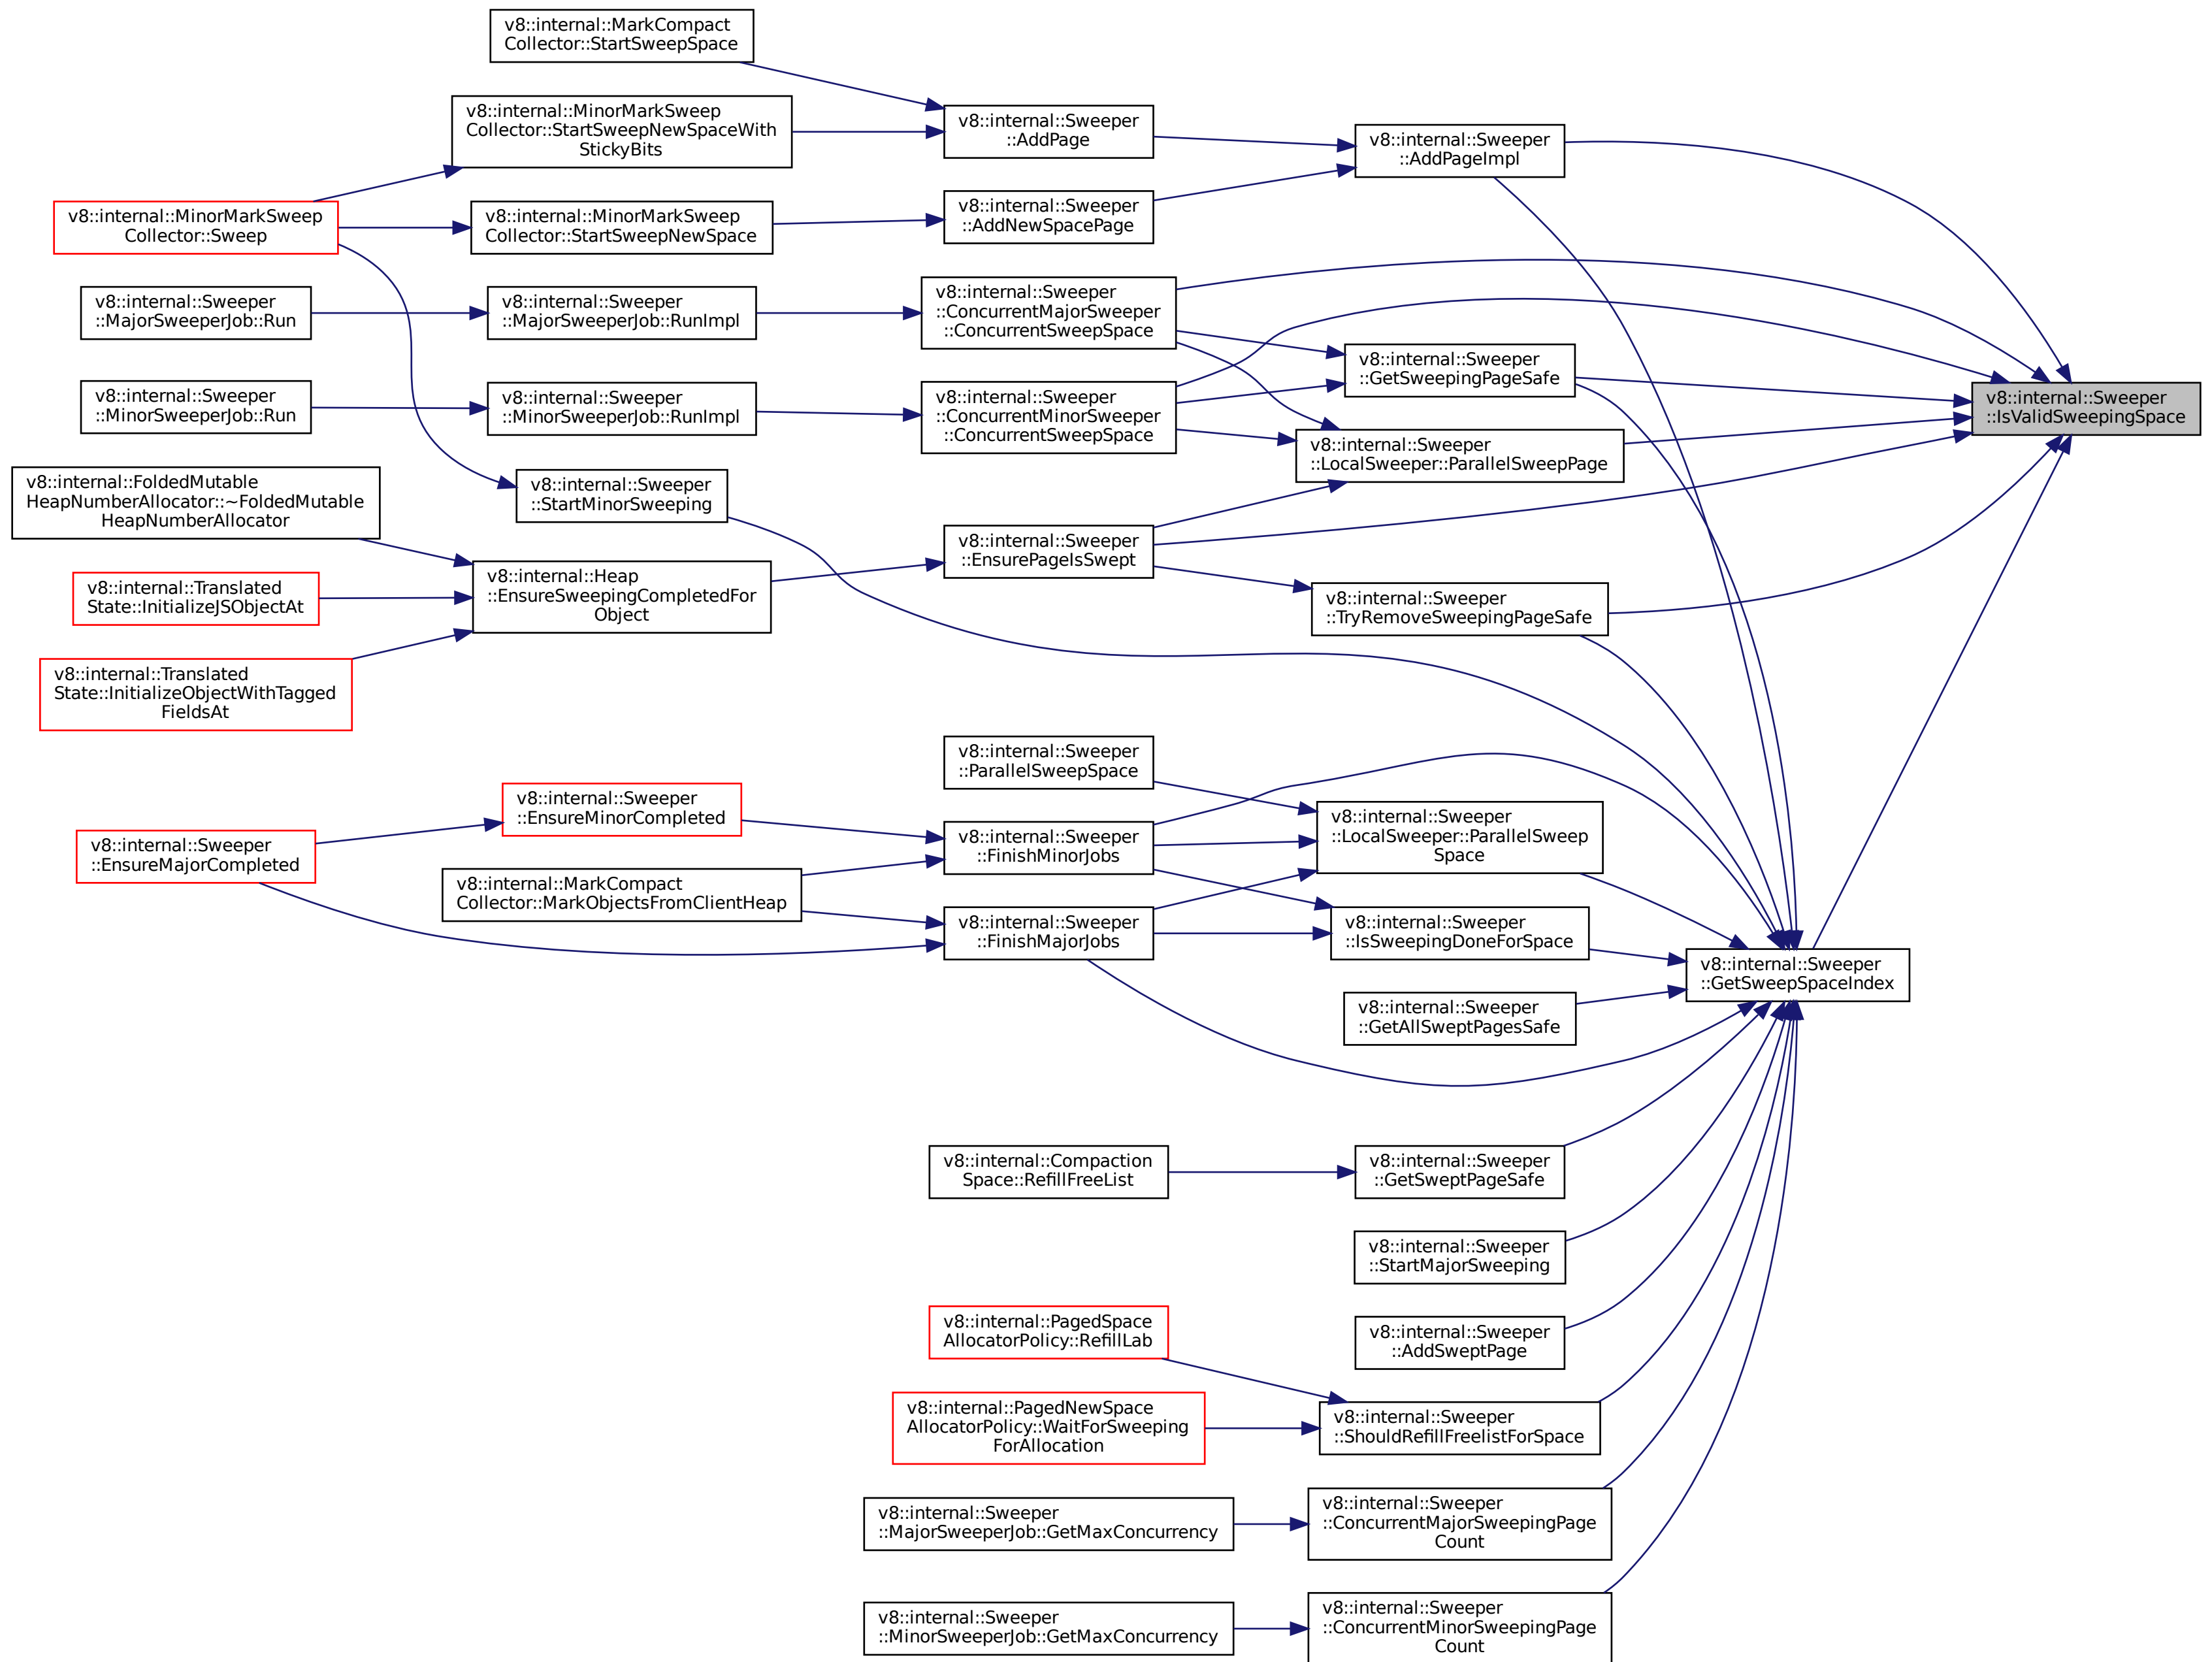 v8::internal::MarkCompact
Collector::StartSweepSpace
v8::internal::MinorMarkSweep
Collector::StartSweepNewSpaceWith
StickyBits
v8::internal::Sweeper
::AddPage
v8::internal::Sweeper
::AddPageImpl
v8::internal::MinorMarkSweep
Collector::Sweep
v8::internal::MinorMarkSweep
Collector::StartSweepNewSpace
v8::internal::Sweeper
::AddNewSpacePage
v8::internal::Sweeper
::MajorSweeperJob::Run
v8::internal::Sweeper
::MajorSweeperJob::RunImpl
v8::internal::Sweeper
::ConcurrentMajorSweeper
::ConcurrentSweepSpace
v8::internal::Sweeper
::GetSweepingPageSafe
v8::internal::Sweeper
::IsValidSweepingSpace
v8::internal::Sweeper
::MinorSweeperJob::Run
v8::internal::Sweeper
::MinorSweeperJob::RunImpl
v8::internal::Sweeper
::ConcurrentMinorSweeper
::ConcurrentSweepSpace
v8::internal::Sweeper
::LocalSweeper::ParallelSweepPage
v8::internal::FoldedMutable
HeapNumberAllocator::~FoldedMutable
HeapNumberAllocator
v8::internal::Sweeper
::StartMinorSweeping
v8::internal::Sweeper
::EnsurePageIsSwept
v8::internal::Translated
State::InitializeJSObjectAt
v8::internal::Heap
::EnsureSweepingCompletedFor
Object
v8::internal::Sweeper
::TryRemoveSweepingPageSafe
v8::internal::Translated
State::InitializeObjectWithTagged
FieldsAt
v8::internal::Sweeper
::ParallelSweepSpace
v8::internal::Sweeper
::EnsureMinorCompleted
v8::internal::Sweeper
::LocalSweeper::ParallelSweep
Space
v8::internal::Sweeper
::EnsureMajorCompleted
v8::internal::Sweeper
::FinishMinorJobs
v8::internal::MarkCompact
Collector::MarkObjectsFromClientHeap
v8::internal::Sweeper
::FinishMajorJobs
v8::internal::Sweeper
::IsSweepingDoneForSpace
v8::internal::Sweeper
::GetSweepSpaceIndex
v8::internal::Sweeper
::GetAllSweptPagesSafe
v8::internal::Compaction
Space::RefillFreeList
v8::internal::Sweeper
::GetSweptPageSafe
v8::internal::Sweeper
::StartMajorSweeping
v8::internal::PagedSpace
AllocatorPolicy::RefillLab
v8::internal::Sweeper
::AddSweptPage
v8::internal::PagedNewSpace
AllocatorPolicy::WaitForSweeping
ForAllocation
v8::internal::Sweeper
::ShouldRefillFreelistForSpace
v8::internal::Sweeper
::MajorSweeperJob::GetMaxConcurrency
v8::internal::Sweeper
::ConcurrentMajorSweepingPage
Count
v8::internal::Sweeper
::MinorSweeperJob::GetMaxConcurrency
v8::internal::Sweeper
::ConcurrentMinorSweepingPage
Count